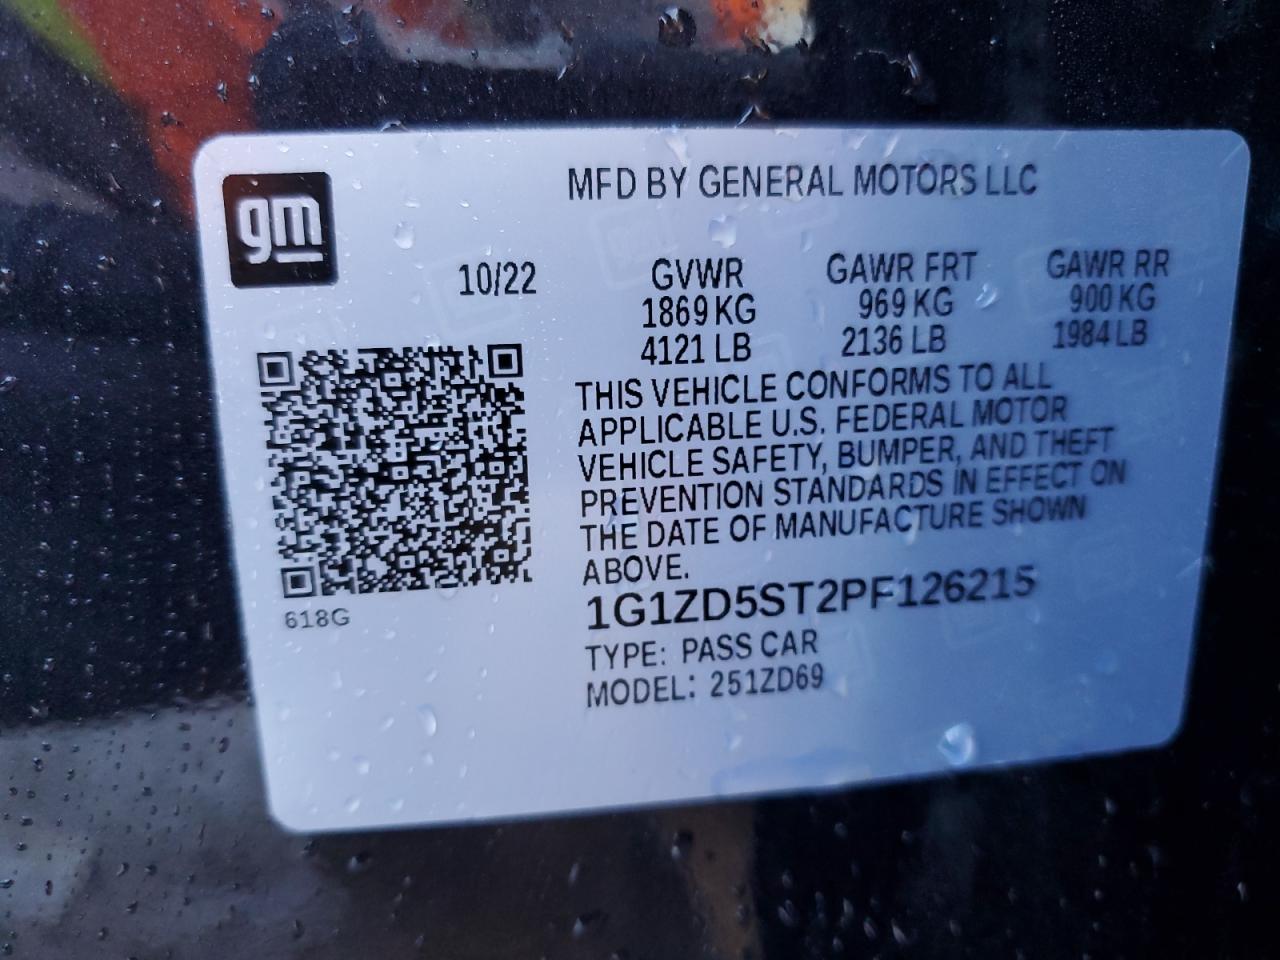 gm
MFD BY GENERAL MOTORS LLC
10/22 GVWR GAWR FRT GAWR RR
1869 KG 969 KG 900 KG
4121 LB 2136 LB 1984 LB
THIS VEHICLE CONFORMS TO ALL
APPLICABLE U.S. FEDERAL MOTOR
VEHICLE SAFETY, BUMPER, AND THEFT
PREVENTION STANDARDS IN EFFECT ON
THE DATE OF MANUFACTURE SHOWN
ABOVE.
1G1ZD5ST2PF126215
618G
TYPE: PASS CAR
MODEL: 251ZD69